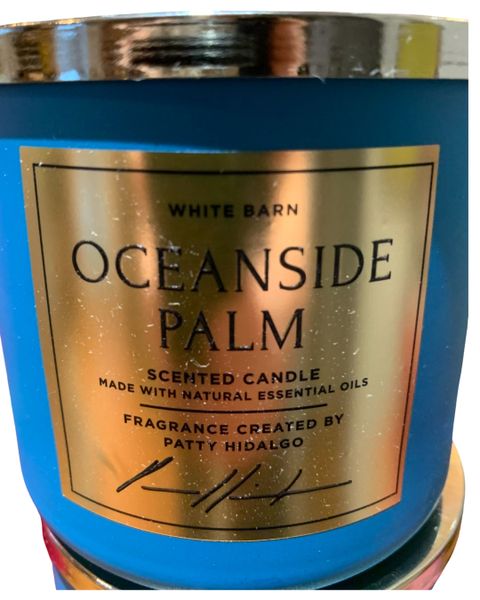 WHITE BARN
OCEANSIDE
PALM
SCENTED CANDLE
MADE WITH NATURAL ESSENTIAL OILS
FRAGRANCE CREATED BY
PATTY HIDALGO